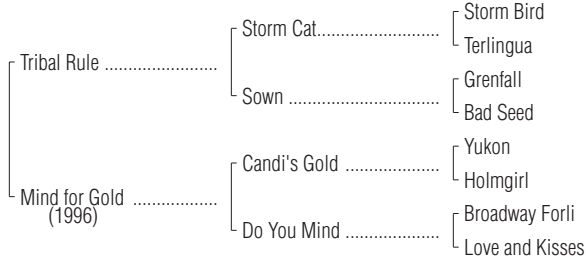 Storm Bird
Storm Cat..............................
Terlingua
Tribal Rule ............................
Grenfall
Sown .....................................
Bad Seed
Yukon
Candi's Gold .......................
Holmgirl
Mind for Gold .....................
(1996)
Broadway Forli
Do You Mind .......................
Love and Kisses